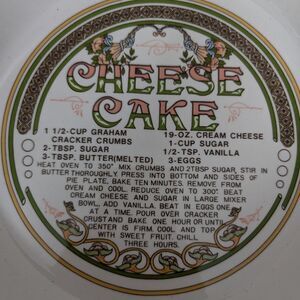 CHEESE
CAKE
1 1/2-CUP GRAHAM
CRACKER CRUMBS
2-TBSP. SUGAR
3-TBSP. BUTTER(MELTED)
19-OZ. CREAM CHEESE
1-CUP SUGAR
1/2-TSP. VANILLA
3-EGGS
HEAT OVEN TO 350° MIX CRUMBS AND 2TBSP SUGAR, STIR IN
BUTTER THOROUGHLY. PRESS INTO BOTTOM AND SIDES OF
PIE PLATE. BAKE TEN MINUTES. REMOVE FROM
OVEN AND COOL. REDUCE OVEN TO 300° BEAT
CREAM CHEESE AND SUGAR IN LARGE MIXER
BOWL, ADD VANILLA. BEAT IN EGGS ONE
AT A TIME. POUR OVER CRACKER
CRUST AND BAKE ONE HOUR OR UNTIL
CENTER IS FIRM. COOL AND TOP
WITH SWEET FRUIT. CHILL
THREE HOURS.